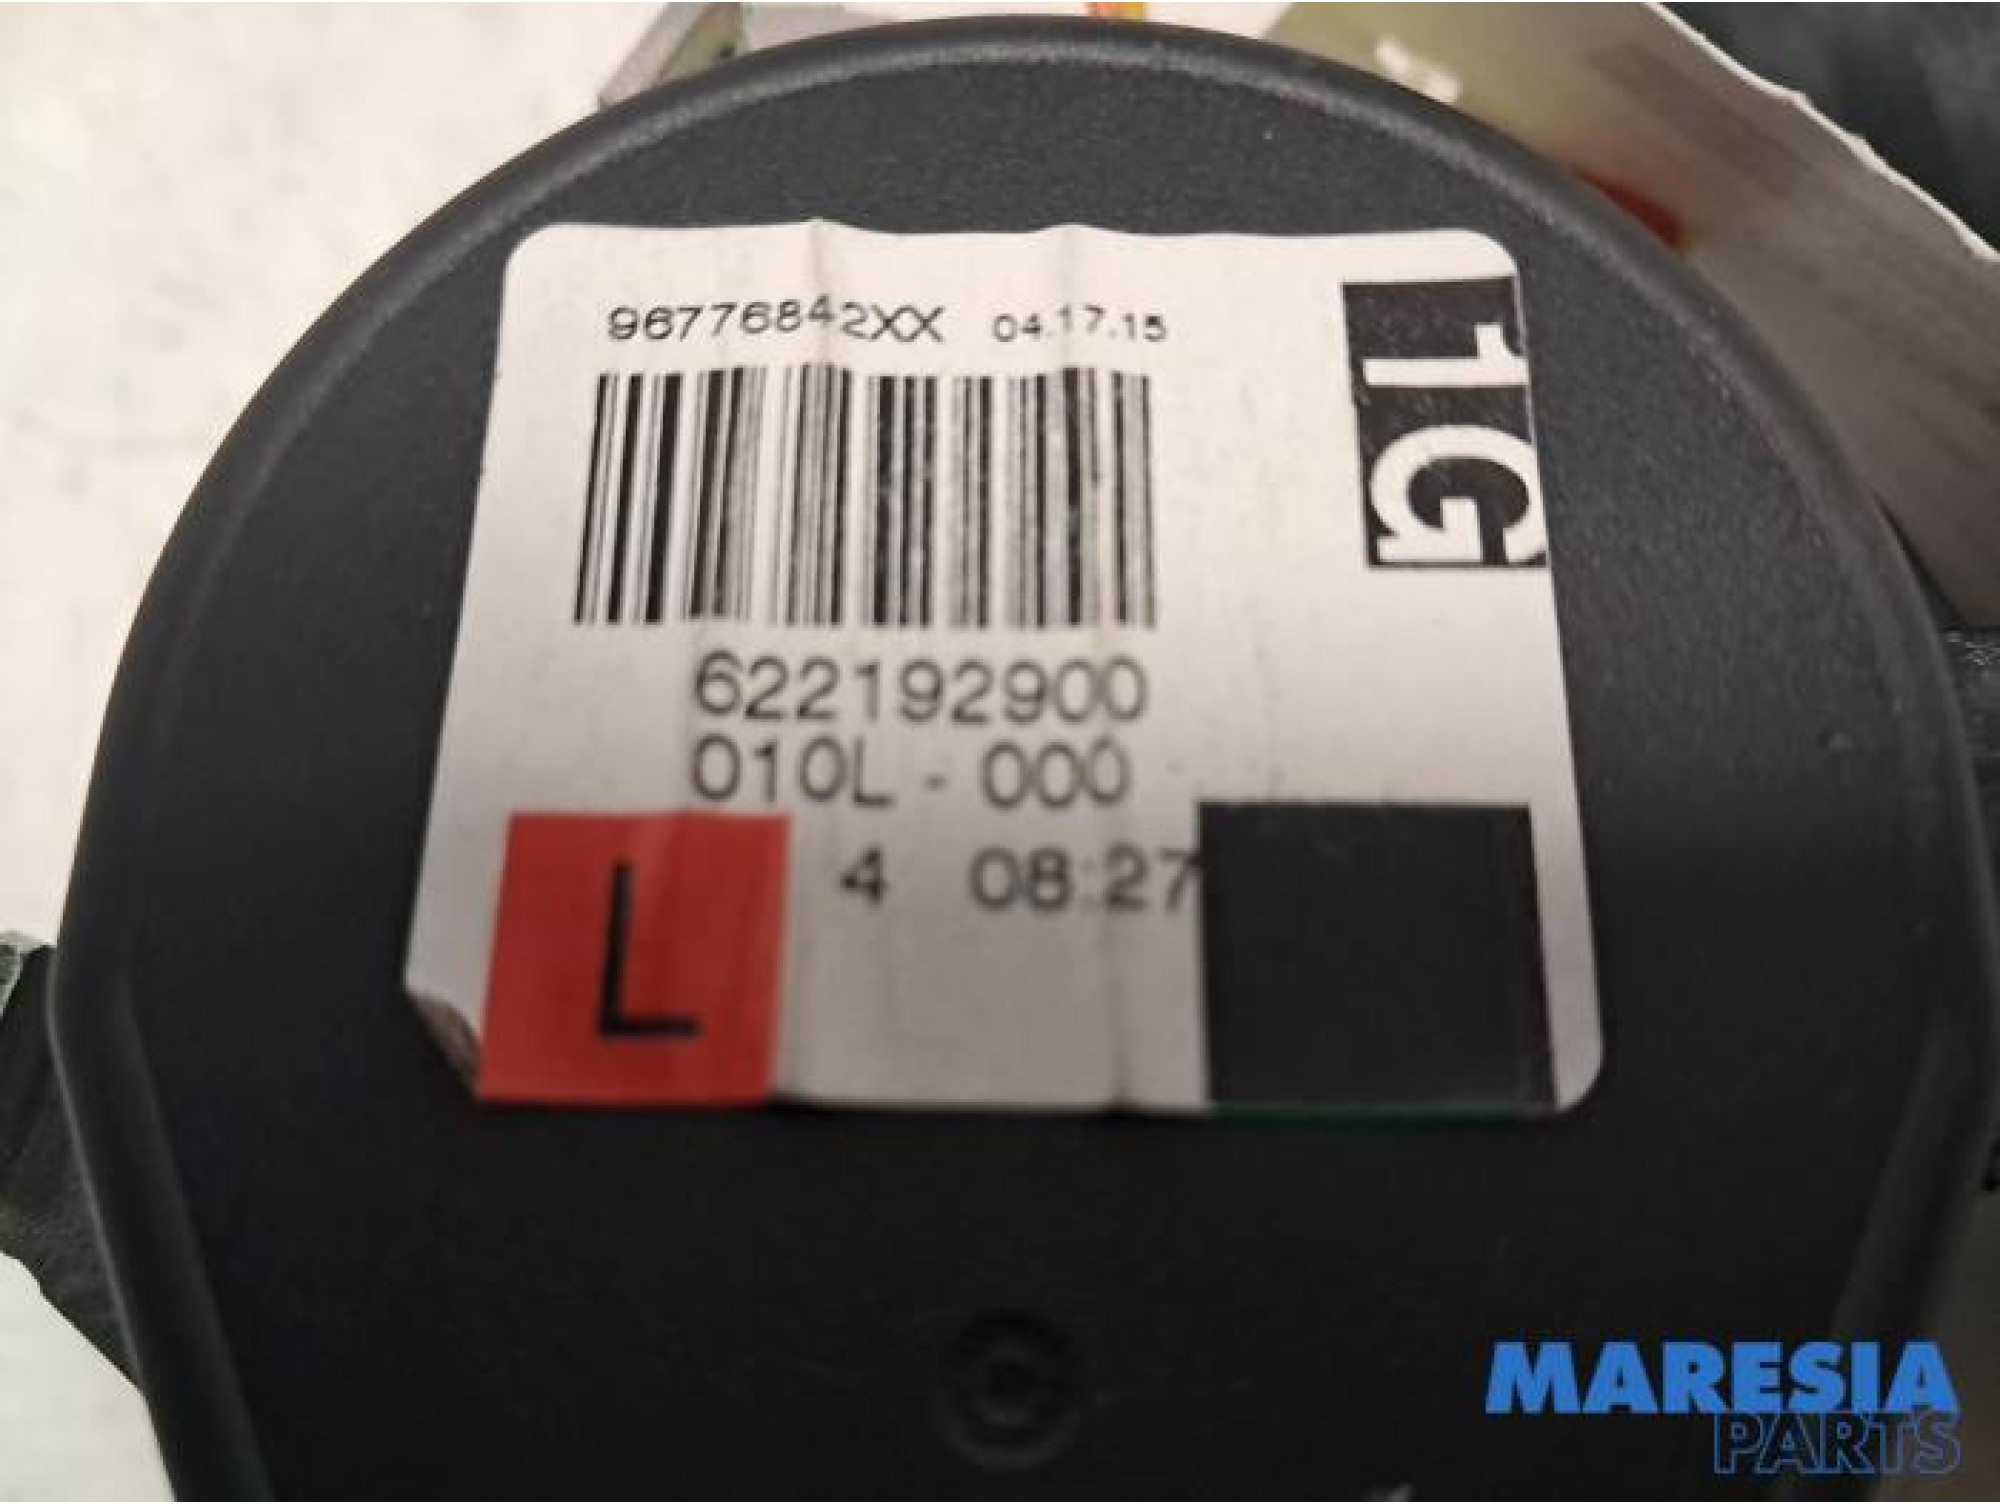 96776842XX 04.17.15
1G
622192900
010L - 000
4 08:27
L
MARESIA
PARTS